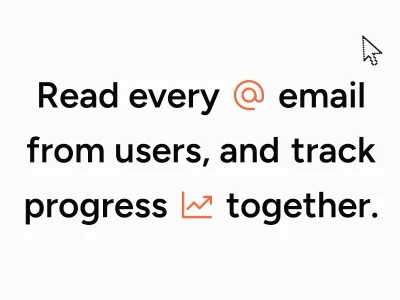 Read every @ email
from users, and track
progress together.